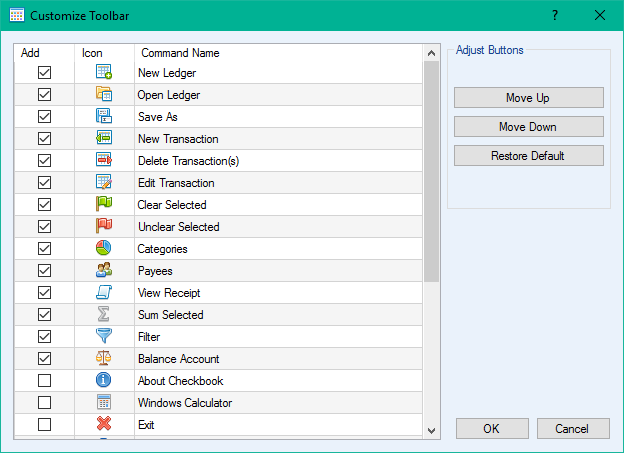 Customize Toolbar
?
Add Icon Command Name
New Ledger
Open Ledger
Save As
New Transaction
Delete Transaction(s)
Edit Transaction
Clear Selected
Unclear Selected
Categories
Payees
View Receipt
Sum Selected
Filter
Balance Account
About Checkbook
Windows Calculator
Exit
Adjust Buttons
Move Up
Move Down
Restore Default
OK Cancel